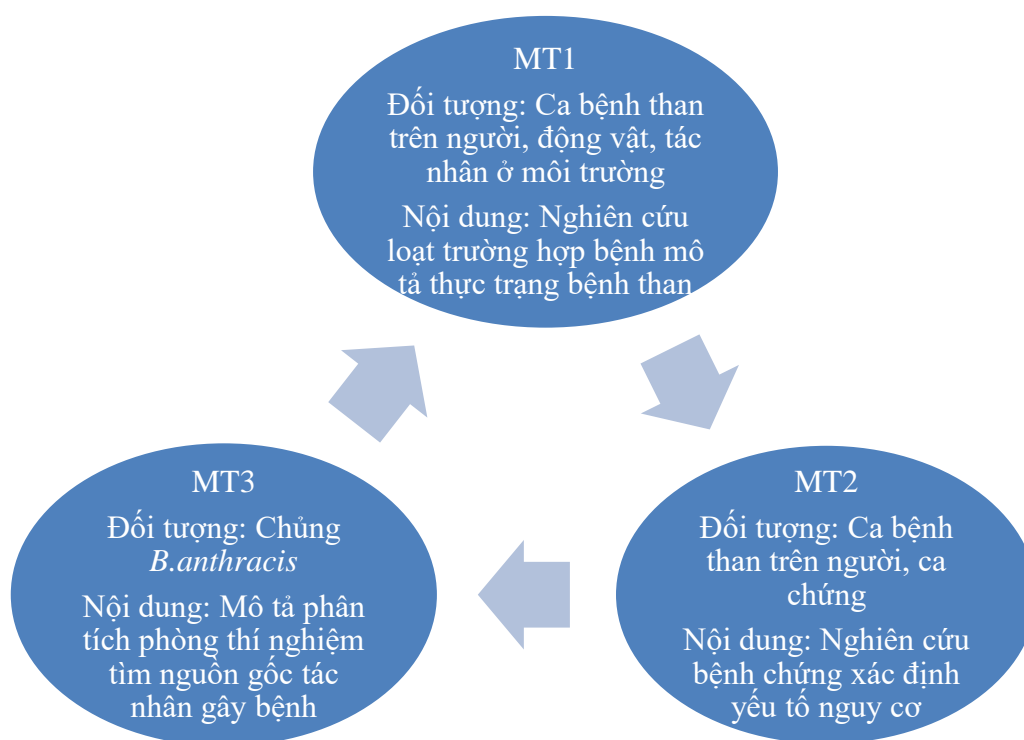 MT1
Đối tượng: Ca bệnh than
trên người, động vật, tác
nhân ở môi trường
Nội dung: Nghiên cứu
loạt trường hợp bệnh mô
tả thực trạng bệnh than
MT2
Đối tượng: Ca bệnh
than trên người, ca
chứng
Nội dung: Nghiên cứu
bệnh chứng xác định
yếu tố nguy cơ
MT3
Đối tượng: Chủng
B.anthracis
Nội dung: Mô tả phân
tích phòng thí nghiệm
tìm nguồn gốc tác
nhân gây bệnh